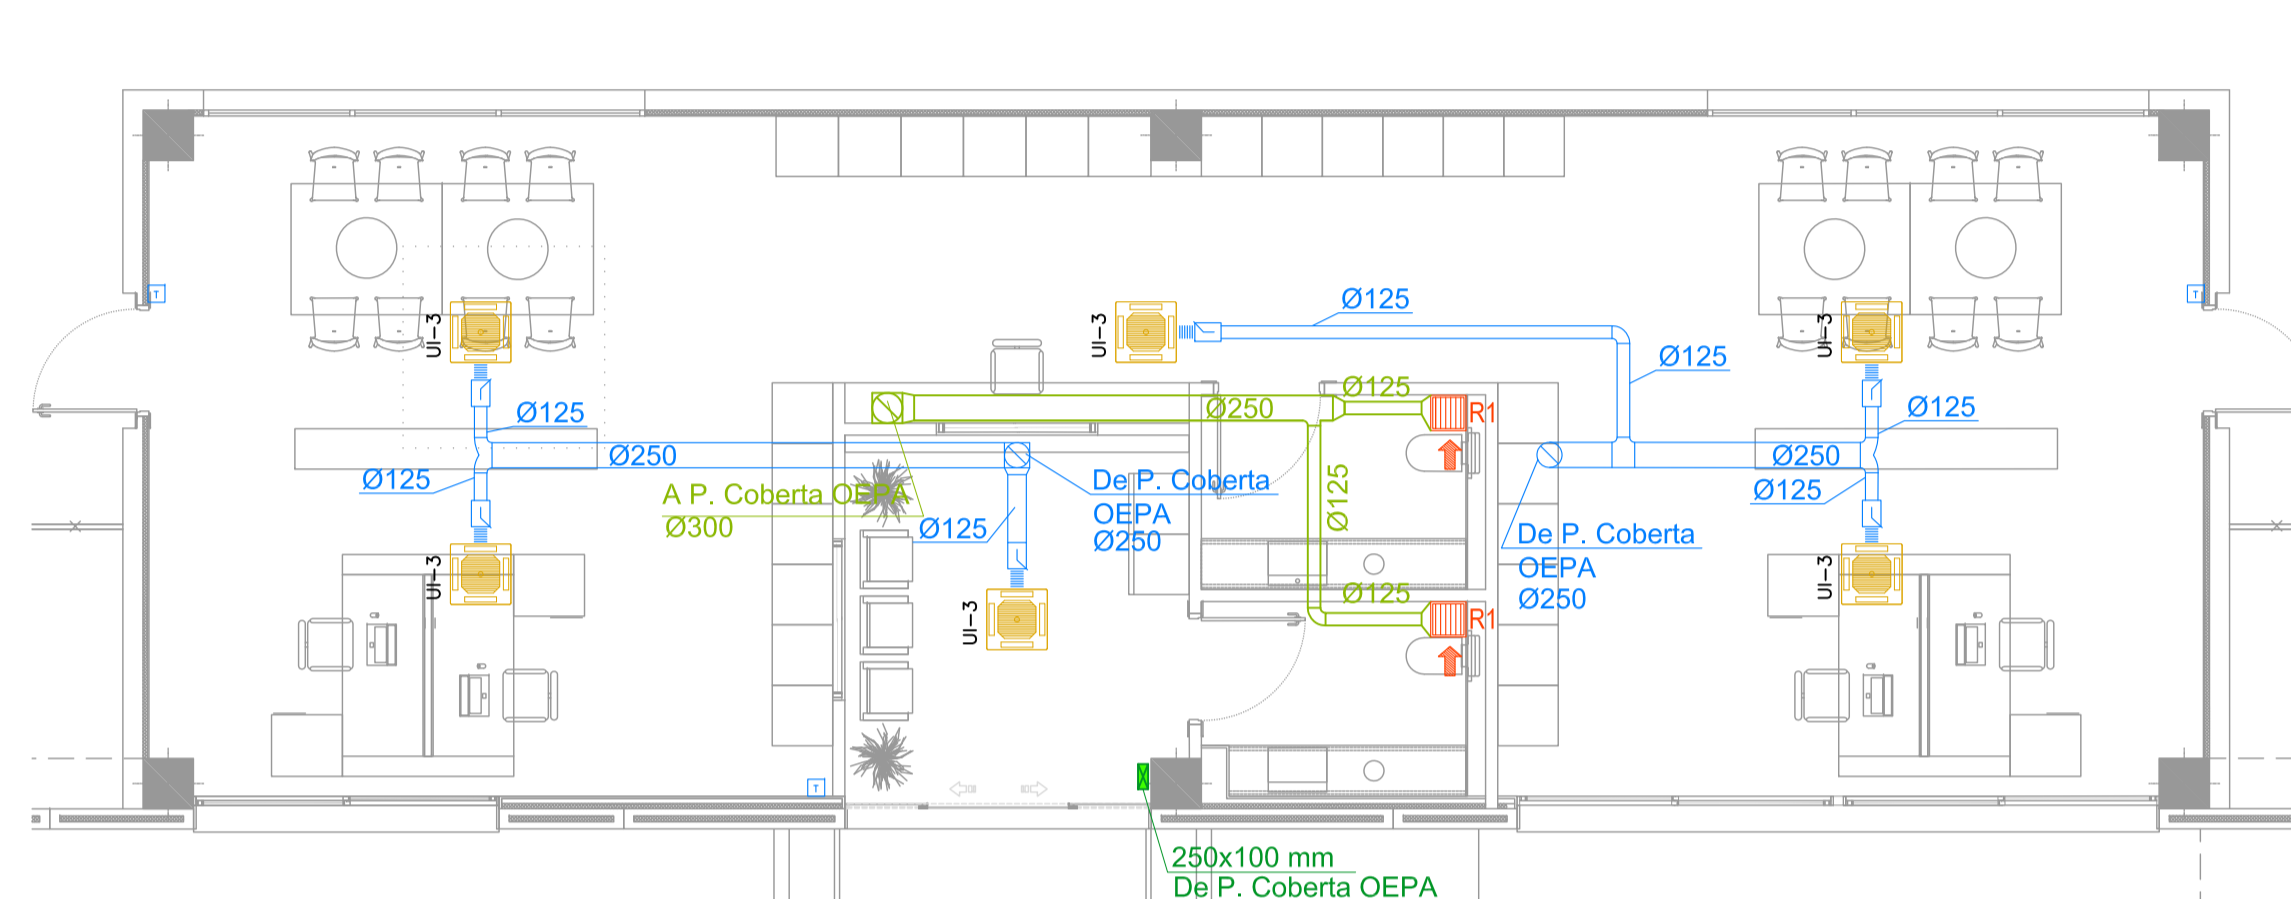 T
T
UI-3
UI-3
UI-3
Ø125
Ø125
Ø125
Ø125
Ø125
Ø250
R1
Ø250
Ø250
Ø125
Ø125
De P. Coberta
OEPA
Ø250
A P. Coberta OEPA
Ø300
Ø125
Ø125
De P. Coberta
OEPA
Ø250
UI-3
UI-3
UI-3
Ø125
R1
T
250x100 mm
De P. Coberta OEPA